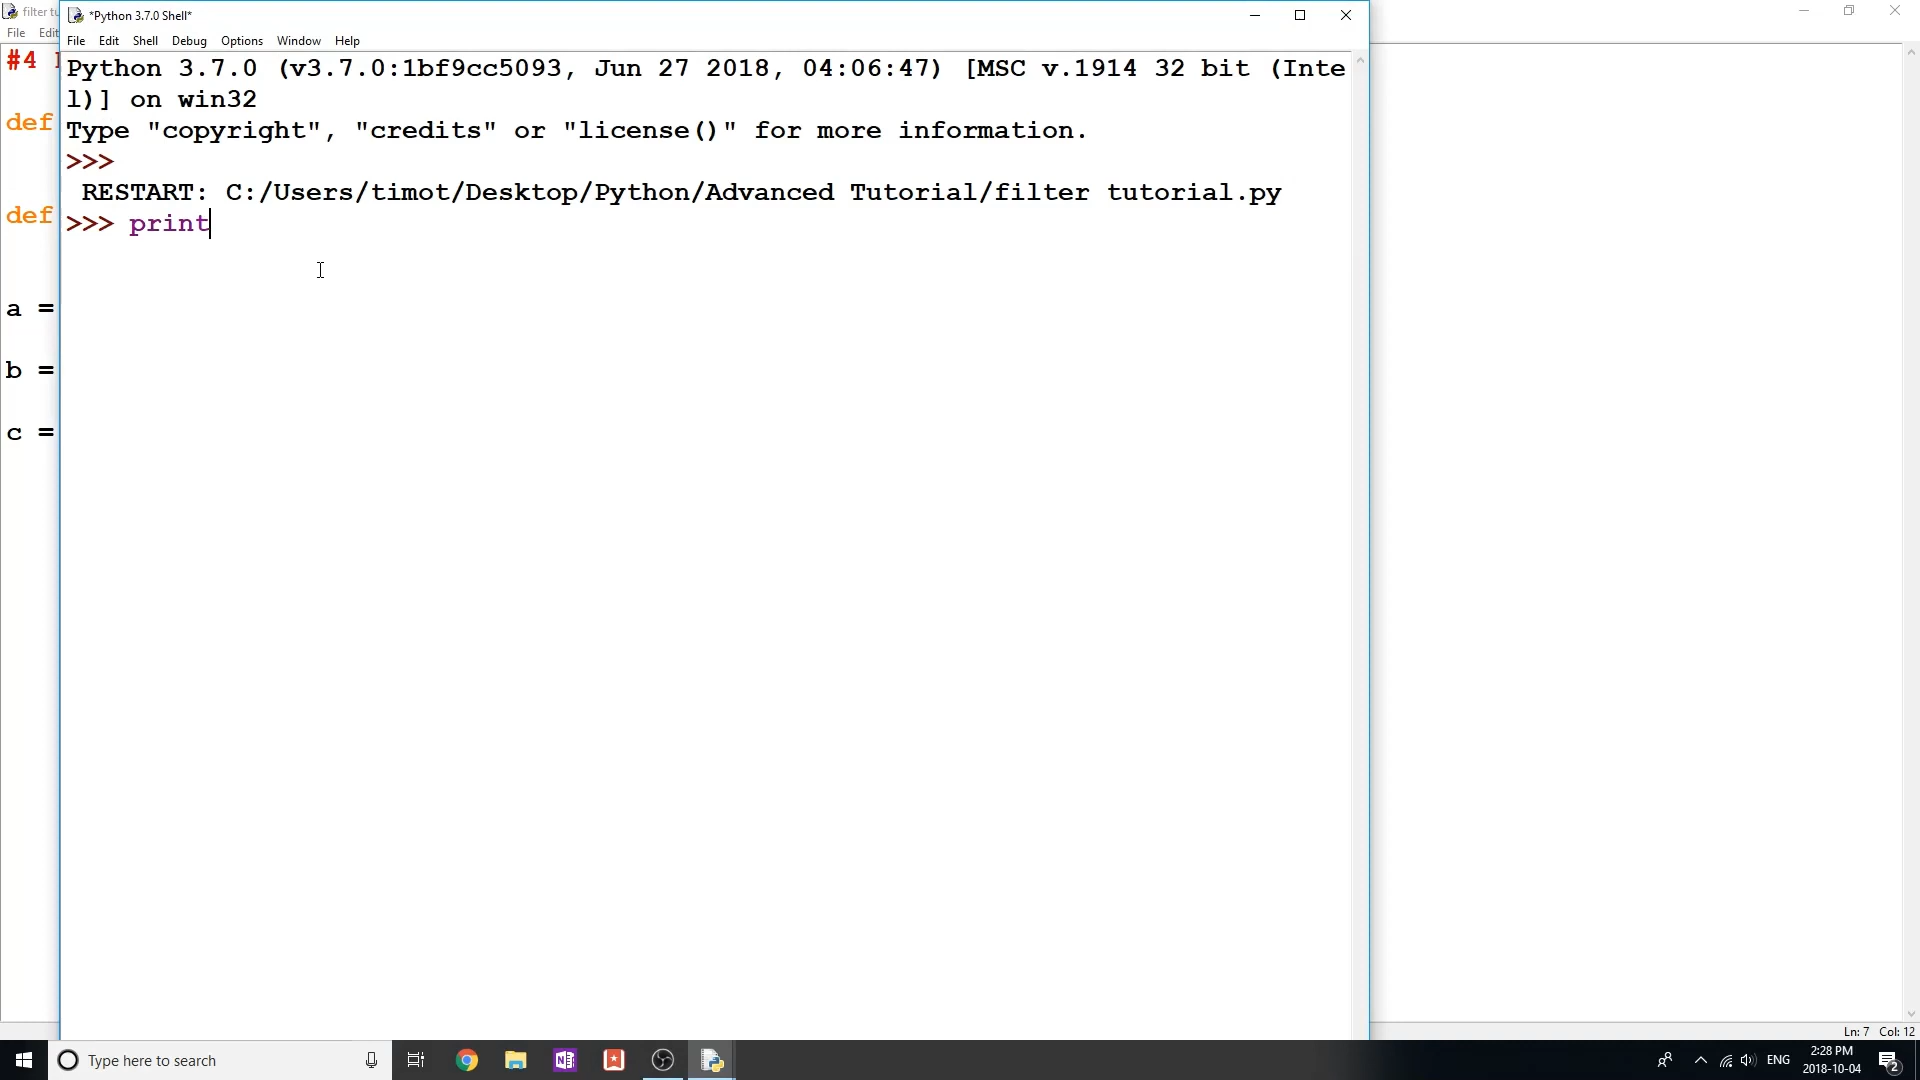 filter tu
File Edit
#4
def
def
a =
b =
c =
*Python 3.7.0 Shell*
File Edit Shell Debug Options Window Help
Python 3.7.0 (v3.7.0:1bf9cc5093, Jun 27 2018, 04:06:47) [MSC v.1914 32 bit (Inte
l)] on win32
Type "copyright", "credits" or "license()" for more information.
>>>
RESTART: C:/Users/timot/Desktop/Python/Advanced Tutorial/filter tutorial.py
>>> print
Ln: 7 Col: 12
Type here to search
ENG
2:28 PM
2018-10-04
2